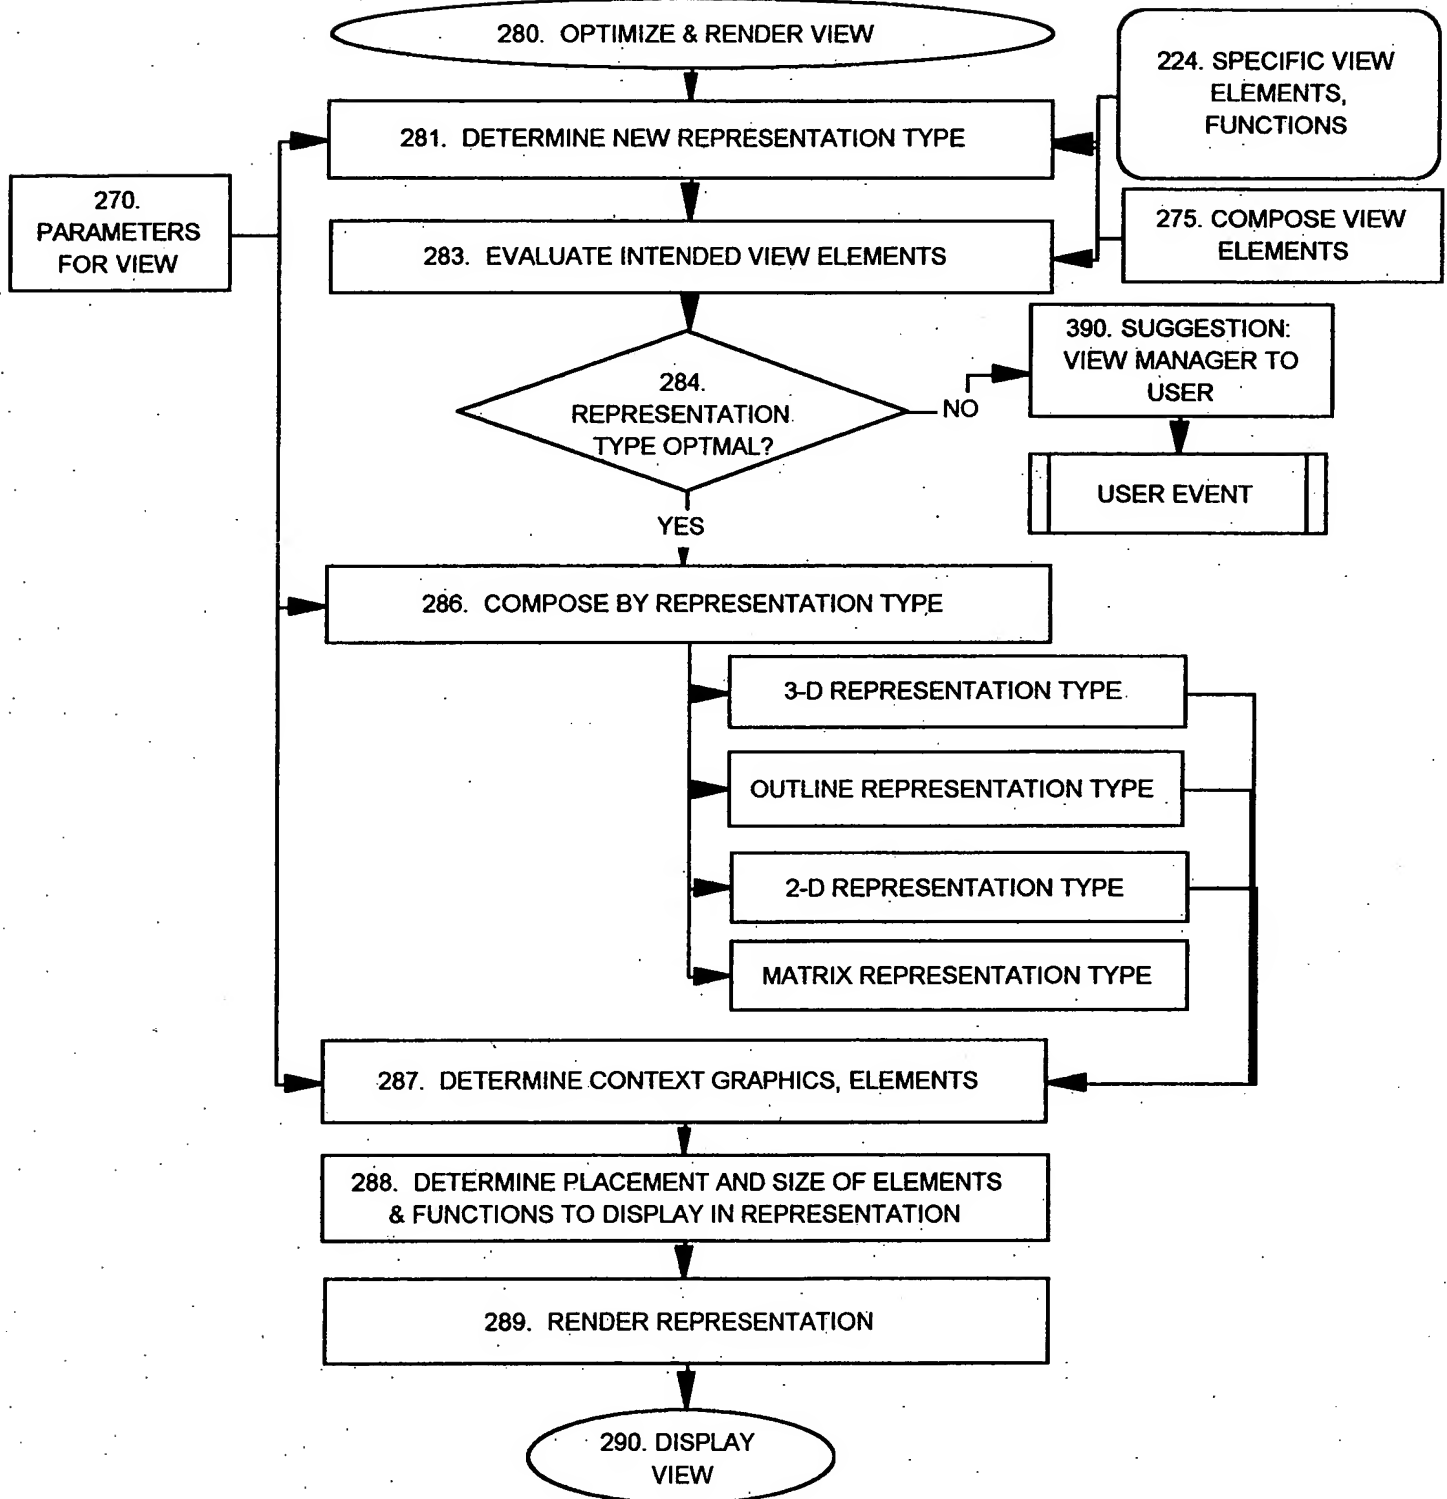 280. OPTIMIZE & RENDER VIEW
224. SPECIFIC VIEW
ELEMENTS,
FUNCTIONS
281. DETERMINE NEW REPRESENTATION TYPE
270.
PARAMETERS
FOR VIEW
275. COMPOSE VIEW
ELEMENTS
283. EVALUATE INTENDED VIEW ELEMENTS
390. SUGGESTION:
VIEW MANAGER TO
USER
284.
REPRESENTATION
TYPE OPTMAL?
NO
USER EVENT
YES
286. COMPOSE BY REPRESENTATION TYPE
3-D REPRESENTATION TYPE
OUTLINE REPRESENTATION TYPE
2-D REPRESENTATION TYPE
MATRIX REPRESENTATION TYPE
287. DETERMINE CONTEXT GRAPHICS, ELEMENTS
288. DETERMINE PLACEMENT AND SIZE OF ELEMENTS
& FUNCTIONS TO DISPLAY IN REPRESENTATION
289. RENDER REPRESENTATION
290. DISPLAY
VIEW